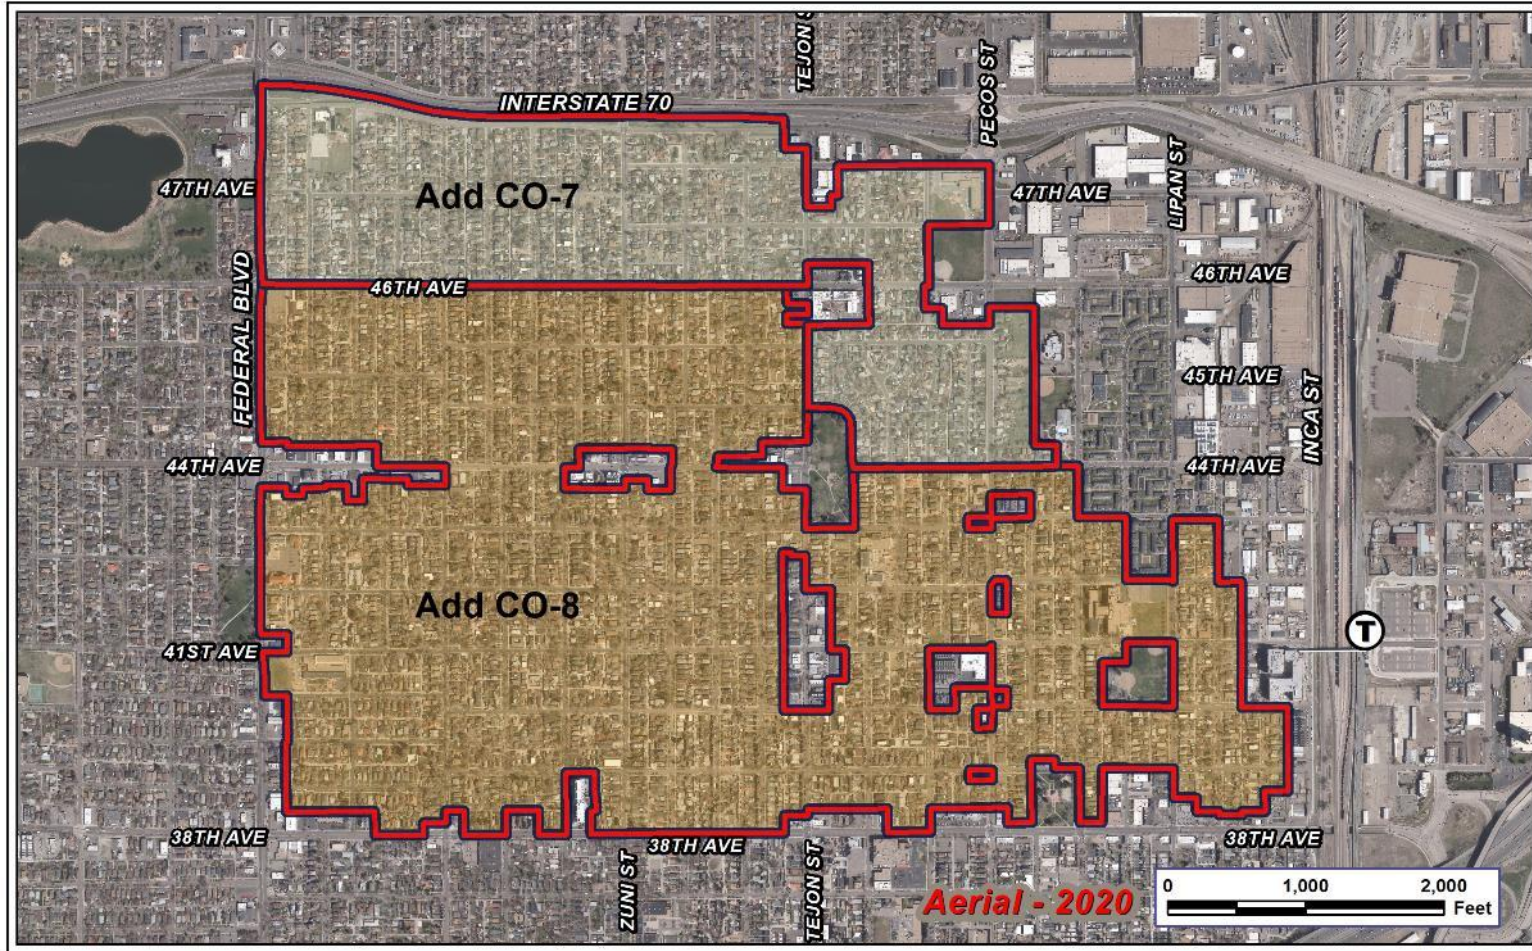 TEJON S
PECOS ST
INTERSTATE 70
47TH AVE
Add CO-7
47TH AVE
LIPAN ST
46TH AVE
46TH AVE
FEDERAL BLVD
45TH AVE
INCA ST
44TH AVE
44TH AVE
Add CO-8
T
41ST AVE
38TH AVE
38TH AVE
38TH AVE
ZUNI ST
TEJON ST
Aerial - 2020
0 1,000 2,000
Feet